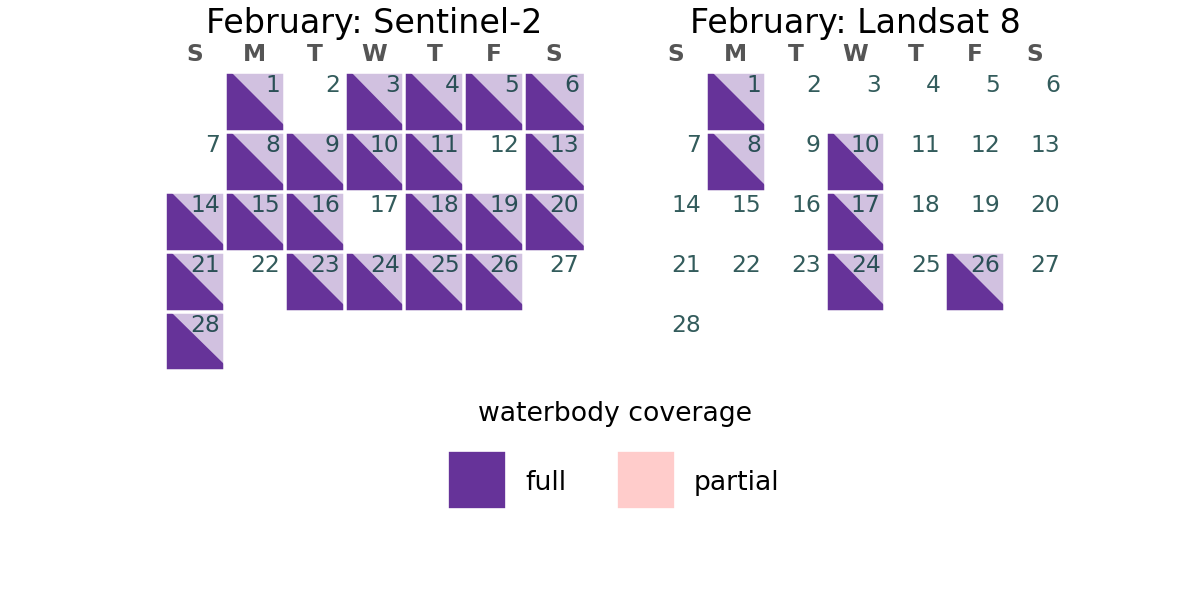 February: Sentinel-2
S M T W T F S
1 2 3 4 5 6
7 8 9 10 11 12 13
14 15 16 17 18 19 20
21 22 23 24 25 26 27
28
February: Landsat 8
S M T W T F S
1 2 3 4 5 6
7 8 9 10 11 12 13
14 15 16 17 18 19 20
21 22 23 24 25 26 27
28
waterbody coverage
full partial